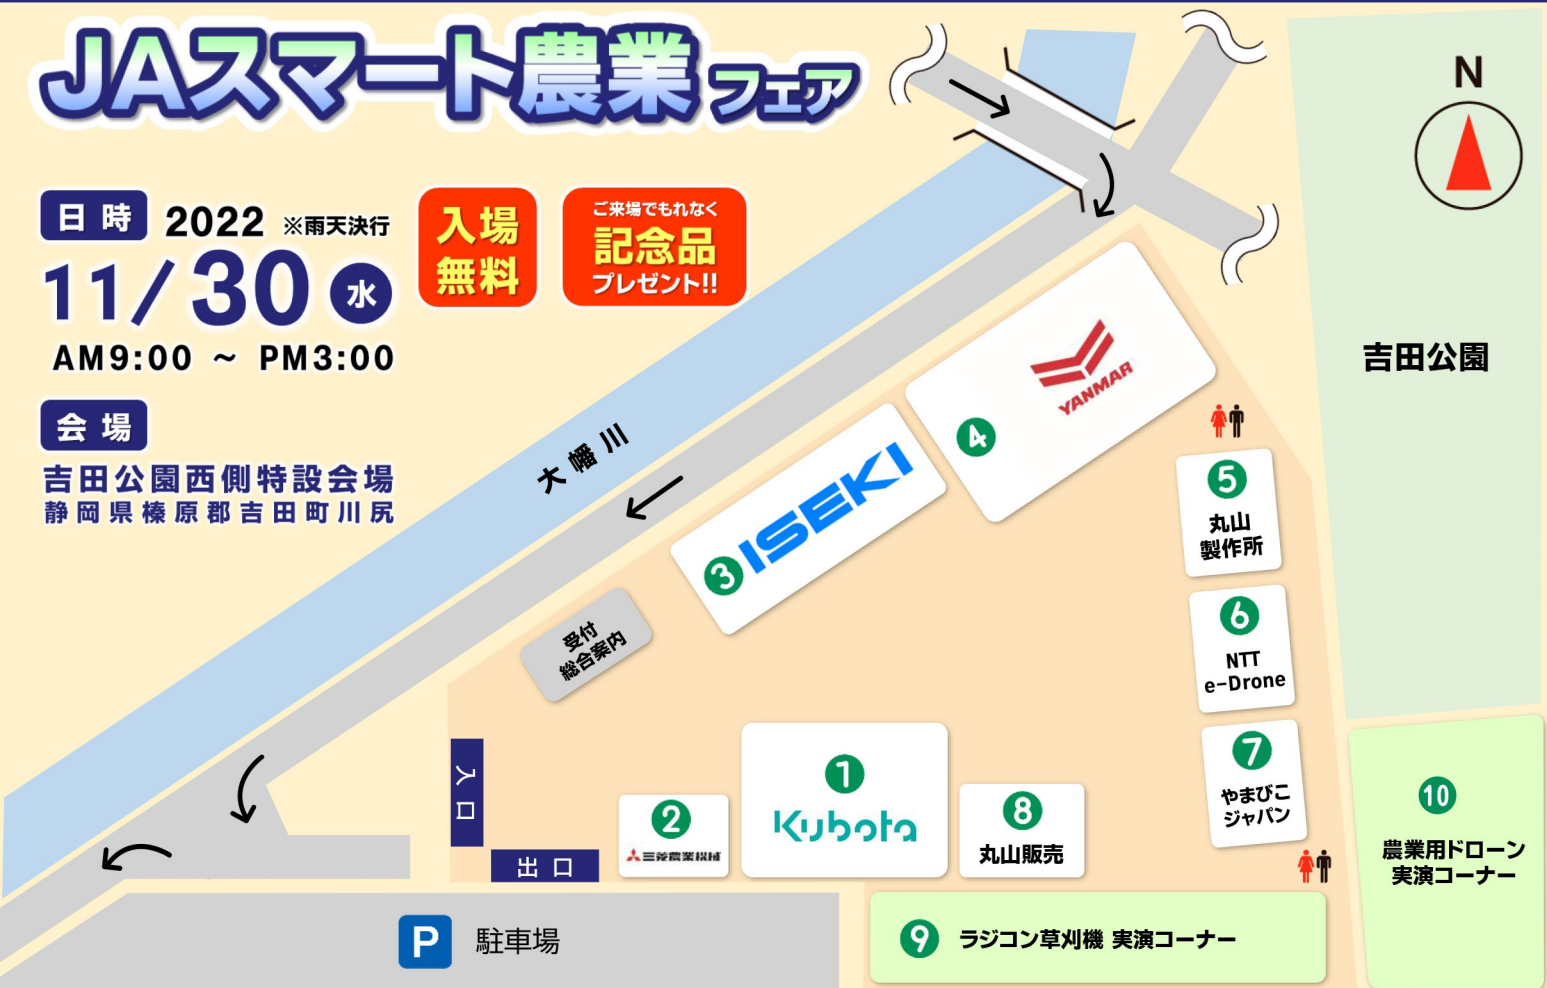 JAスマート農業フェア
日時 2022 ※雨天決行
11/30 水
AM9:00 ~ PM3:00
入場
無料
ご来場でもれなく
記念品
プレゼント!!
会場
吉田公園西側特設会場
静岡県榛原郡吉田町川尻
N
吉田公園
大幡川
4 YANMAR
3 ISEKI
受付
総合案内
5
丸山
製作所
6
NTT
e-Drone
7
やまびこ
ジャパン
入口
出口
2
三菱農業機械
1
Kubota
8
丸山販売
10
農業用ドローン
実演コーナー
P 駐車場
9 ラジコン草刈機 実演コーナー